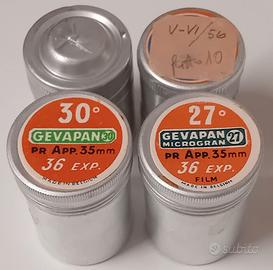 V-VI/56
10
30°
GEVAPAN 30
PR APP. 35mm
36 EXP.
MADE IN BELGIUM
27°
GEVAPAN
MICROGRAN 27
PR APP. 35mm
36 EXP.
FILM
MADE IN BELGIUM
subito